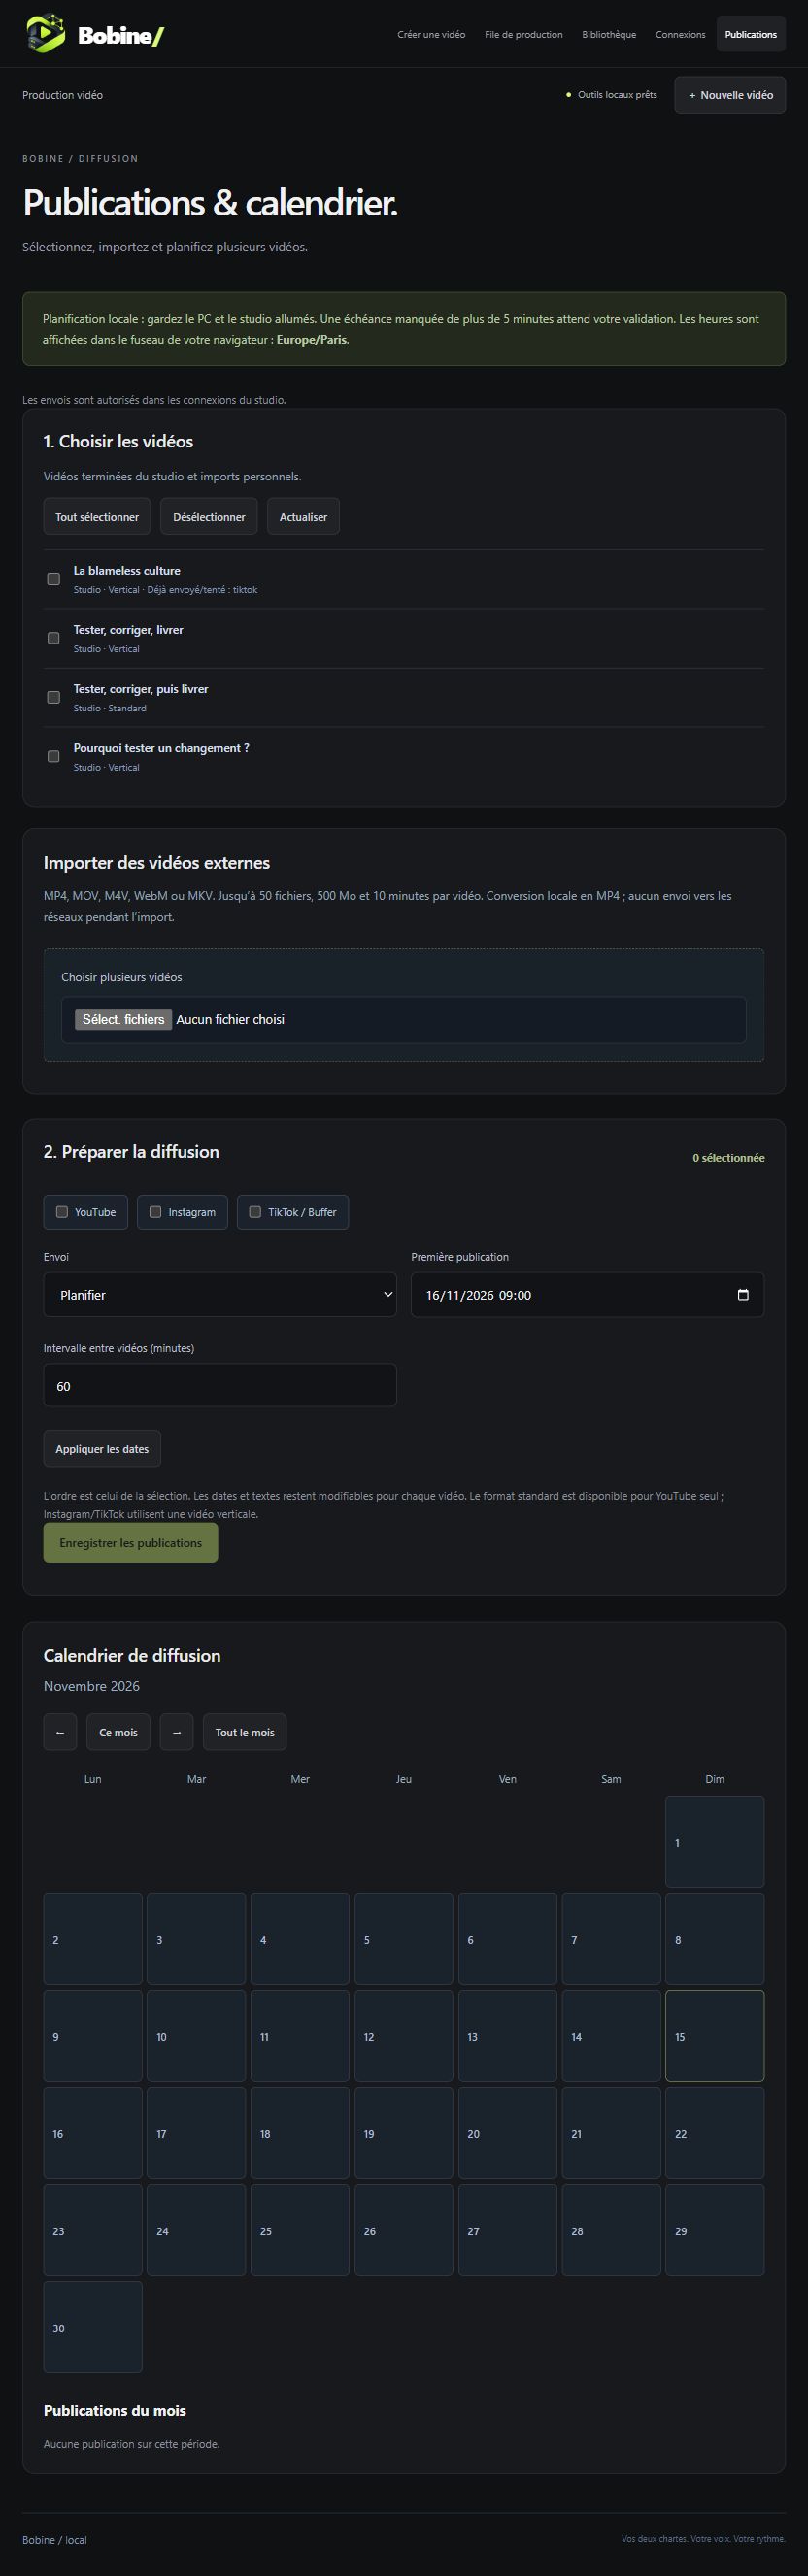 Bobine/
Créer une vidéo
File de production
Bibliothèque
Connexions
Publications
Production vidéo
Outils locaux prêts
+ Nouvelle vidéo
BOBINE / DIFFUSION
Publications & calendrier.
Sélectionnez, importez et planifiez plusieurs vidéos.
Planification locale : gardez le PC et le studio allumés. Une échéance manquée de plus de 5 minutes attend votre validation. Les heures sont
affichées dans le fuseau de votre navigateur : Europe/Paris.
Les envois sont autorisés dans les connexions du studio.
1. Choisir les vidéos
Vidéos terminées du studio et imports personnels.
Tout sélectionner
Désélectionner
Actualiser
La blameless culture
Studio · Vertical · Déjà envoyé/tenté : tiktok
Tester, corriger, livrer
Studio · Vertical
Tester, corriger, puis livrer
Studio · Standard
Pourquoi tester un changement ?
Studio · Vertical
Importer des vidéos externes
MP4, MOV, M4V, WebM ou MKV. Jusqu'à 50 fichiers, 500 Mo et 10 minutes par vidéo. Conversion locale en MP4 ; aucun envoi vers les
réseaux pendant l'import.
Choisir plusieurs vidéos
Sélect. fichiers Aucun fichier choisi
2. Préparer la diffusion
0 sélectionnée
YouTube
Instagram
TikTok / Buffer
Envoi
Première publication
Planifier
16/11/2026 09:00
Intervalle entre vidéos (minutes)
60
Appliquer les dates
L'ordre est celui de la sélection. Les dates et textes restent modifiables pour chaque vidéo. Le format standard est disponible pour YouTube seul ;
Instagram/TikTok utilisent une vidéo verticale.
Enregistrer les publications
Calendrier de diffusion
Novembre 2026
←
Ce mois
→
Tout le mois
Lun Mar Mer Jeu Ven Sam Dim
1
2 3 4 5 6 7 8
9 10 11 12 13 14 15
16 17 18 19 20 21 22
23 24 25 26 27 28 29
30
Publications du mois
Aucune publication sur cette période.
Bobine / local
Vos deux chartes. Votre voix. Votre rythme.